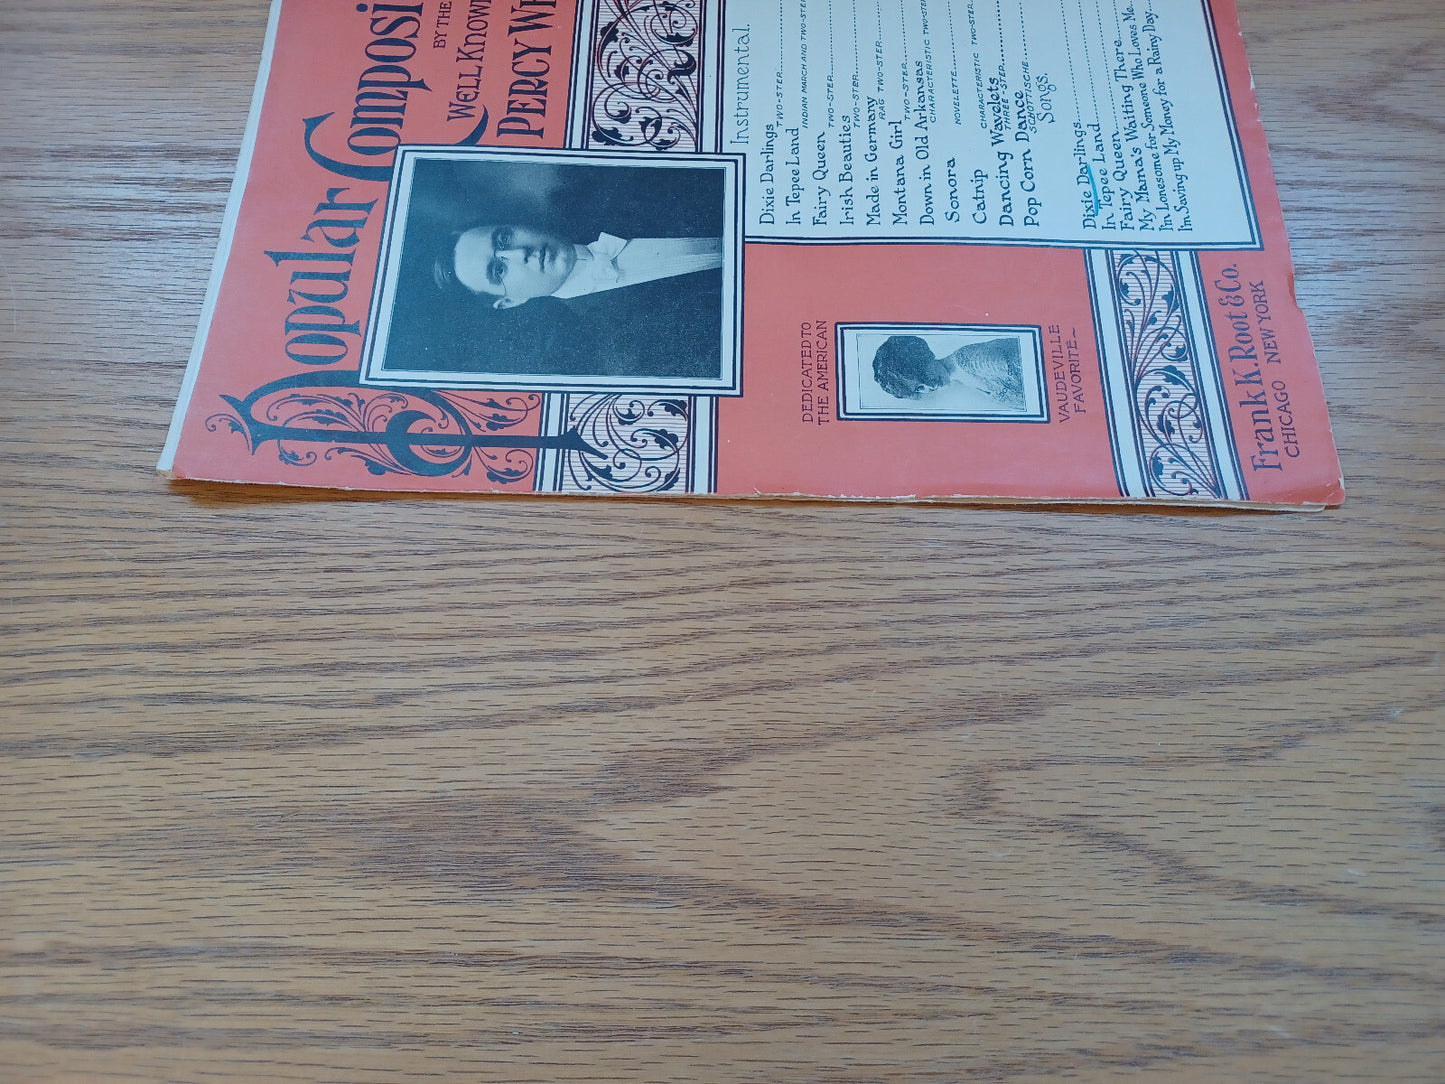 Popular Composi
BY THE
WELL KNOWN
PERCY WE
Instrumental.
Dixie Darlings TWO-STEP
In Tepee Land INDIAN MARCH AND TWO-STEP
Fairy Queen TWO-STEP
Irish Beauties TWO-STEP
Made in Germany RAG TWO-STEP
Montana Girl TWO-STEP
Down in Old Arkansas CHARACTERISTIC TWO-STEP
Sonora NOVELETTE
Catnip CHARACTERISTIC TWO-STEP
Dancing Wavelets THREE-STEP
Pop Corn Dance SCHOTTISCHE
Songs.
Dixie Darlings
In Tepee Land
Fairy Queen
My Mama's Waiting There
I'm Lonesome for Someone Who Loves Me
I'm Saving up My Money for a Rainy Day
DEDICATED TO
THE AMERICAN
VAUDEVILLE
FAVORITE~
Frank K. Root & Co.
CHICAGO NEW YORK